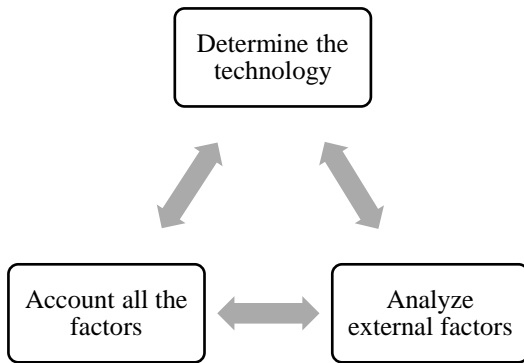 Determine the
technology
Account all the
factors
Analyze
external factors